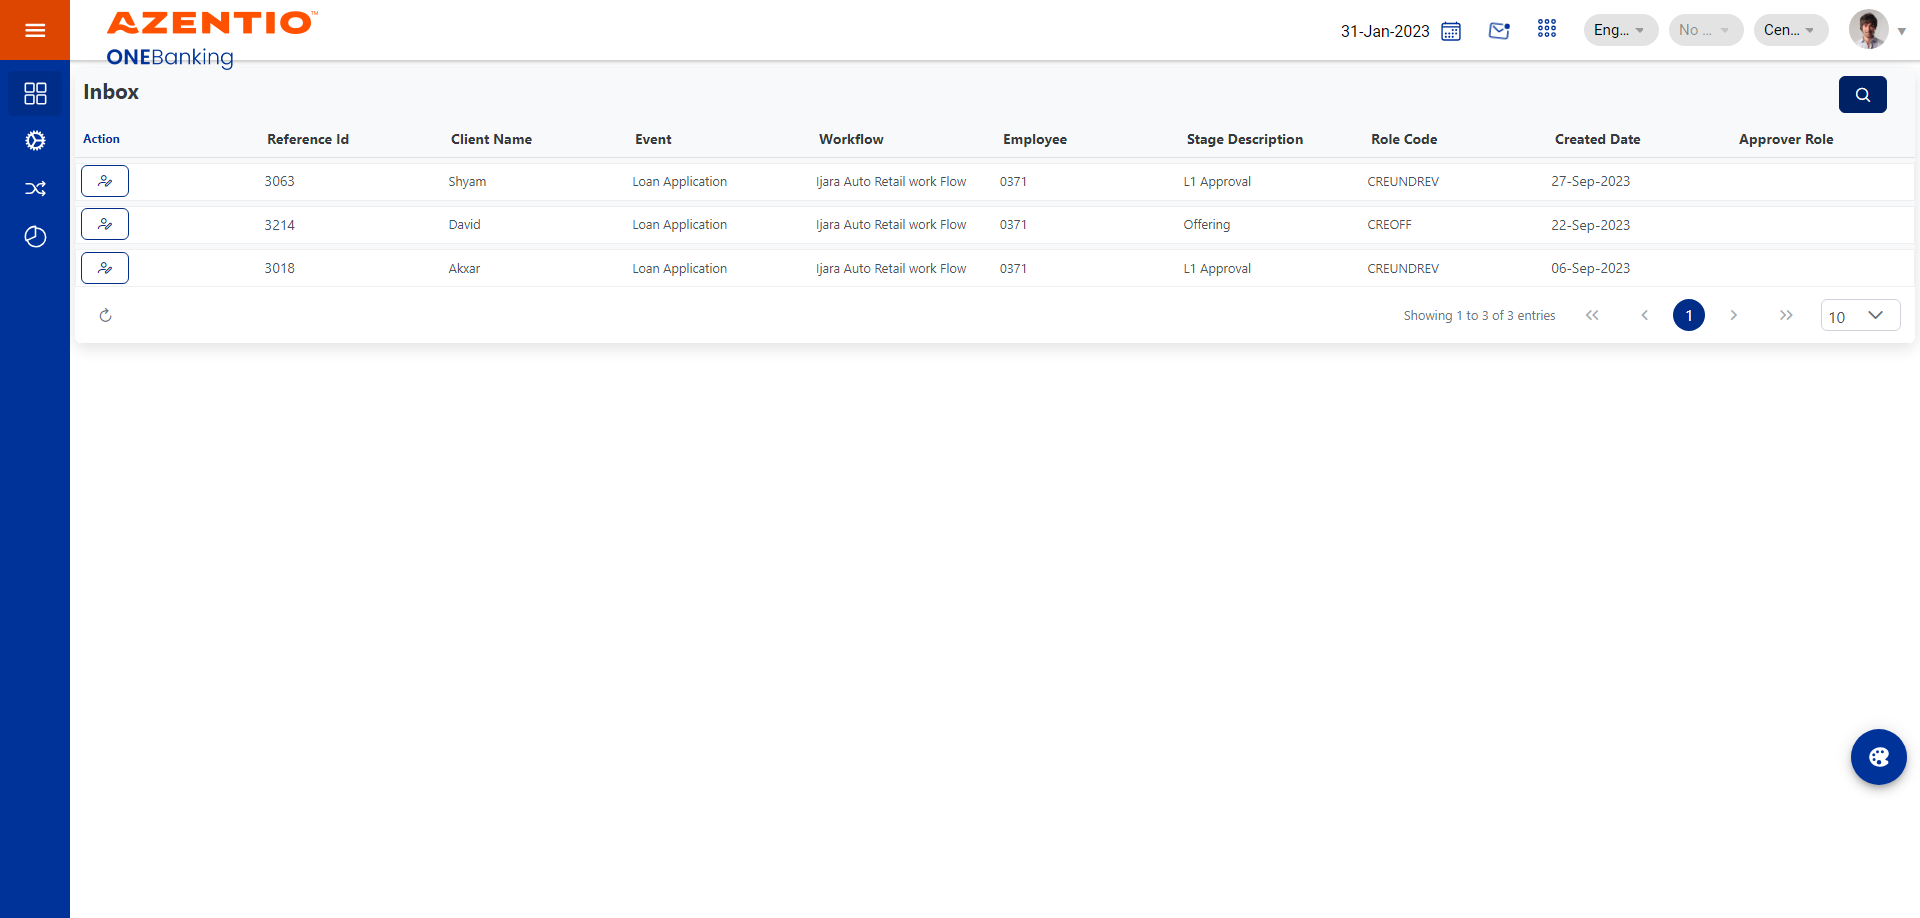 AZENTIO™
ONEBanking
31-Jan-2023 Eng... No ... Cen...
Inbox
Action Reference Id Client Name Event Workflow Employee Stage Description Role Code Created Date Approver Role
3063 Shyam Loan Application Ijara Auto Retail work Flow 0371 L1 Approval CREUNDREV 27-Sep-2023
3214 David Loan Application Ijara Auto Retail work Flow 0371 Offering CREOFF 22-Sep-2023
3018 Akxar Loan Application Ijara Auto Retail work Flow 0371 L1 Approval CREUNDREV 06-Sep-2023
Showing 1 to 3 of 3 entries 1 10